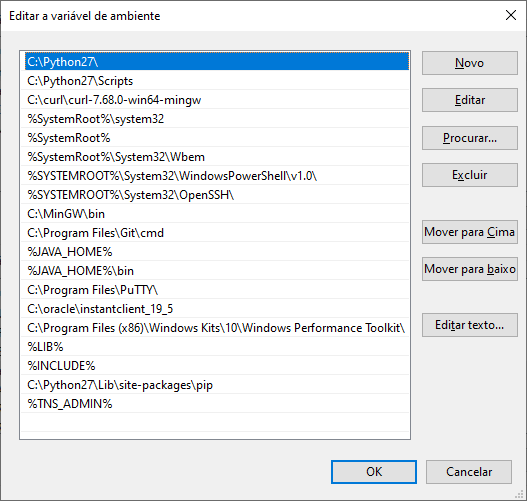 Editar a variável de ambiente
C:\Python27\
C:\Python27\Scripts
C:\curl\curl-7.68.0-win64-mingw
%SystemRoot%\system32
%SystemRoot%
%SystemRoot%\System32\Wbem
%SYSTEMROOT%\System32\WindowsPowerShell\v1.0\
%SYSTEMROOT%\System32\OpenSSH\
C:\MinGW\bin
C:\Program Files\Git\cmd
%JAVA_HOME%
%JAVA_HOME%\bin
C:\Program Files\PuTTY\
C:\oracle\instantclient_19_5
C:\Program Files (x86)\Windows Kits\10\Windows Performance Toolkit\
%LIB%
%INCLUDE%
C:\Python27\Lib\site-packages\pip
%TNS_ADMIN%
Novo
Editar
Procurar...
Excluir
Mover para Cima
Mover para baixo
Editar texto...
OK
Cancelar